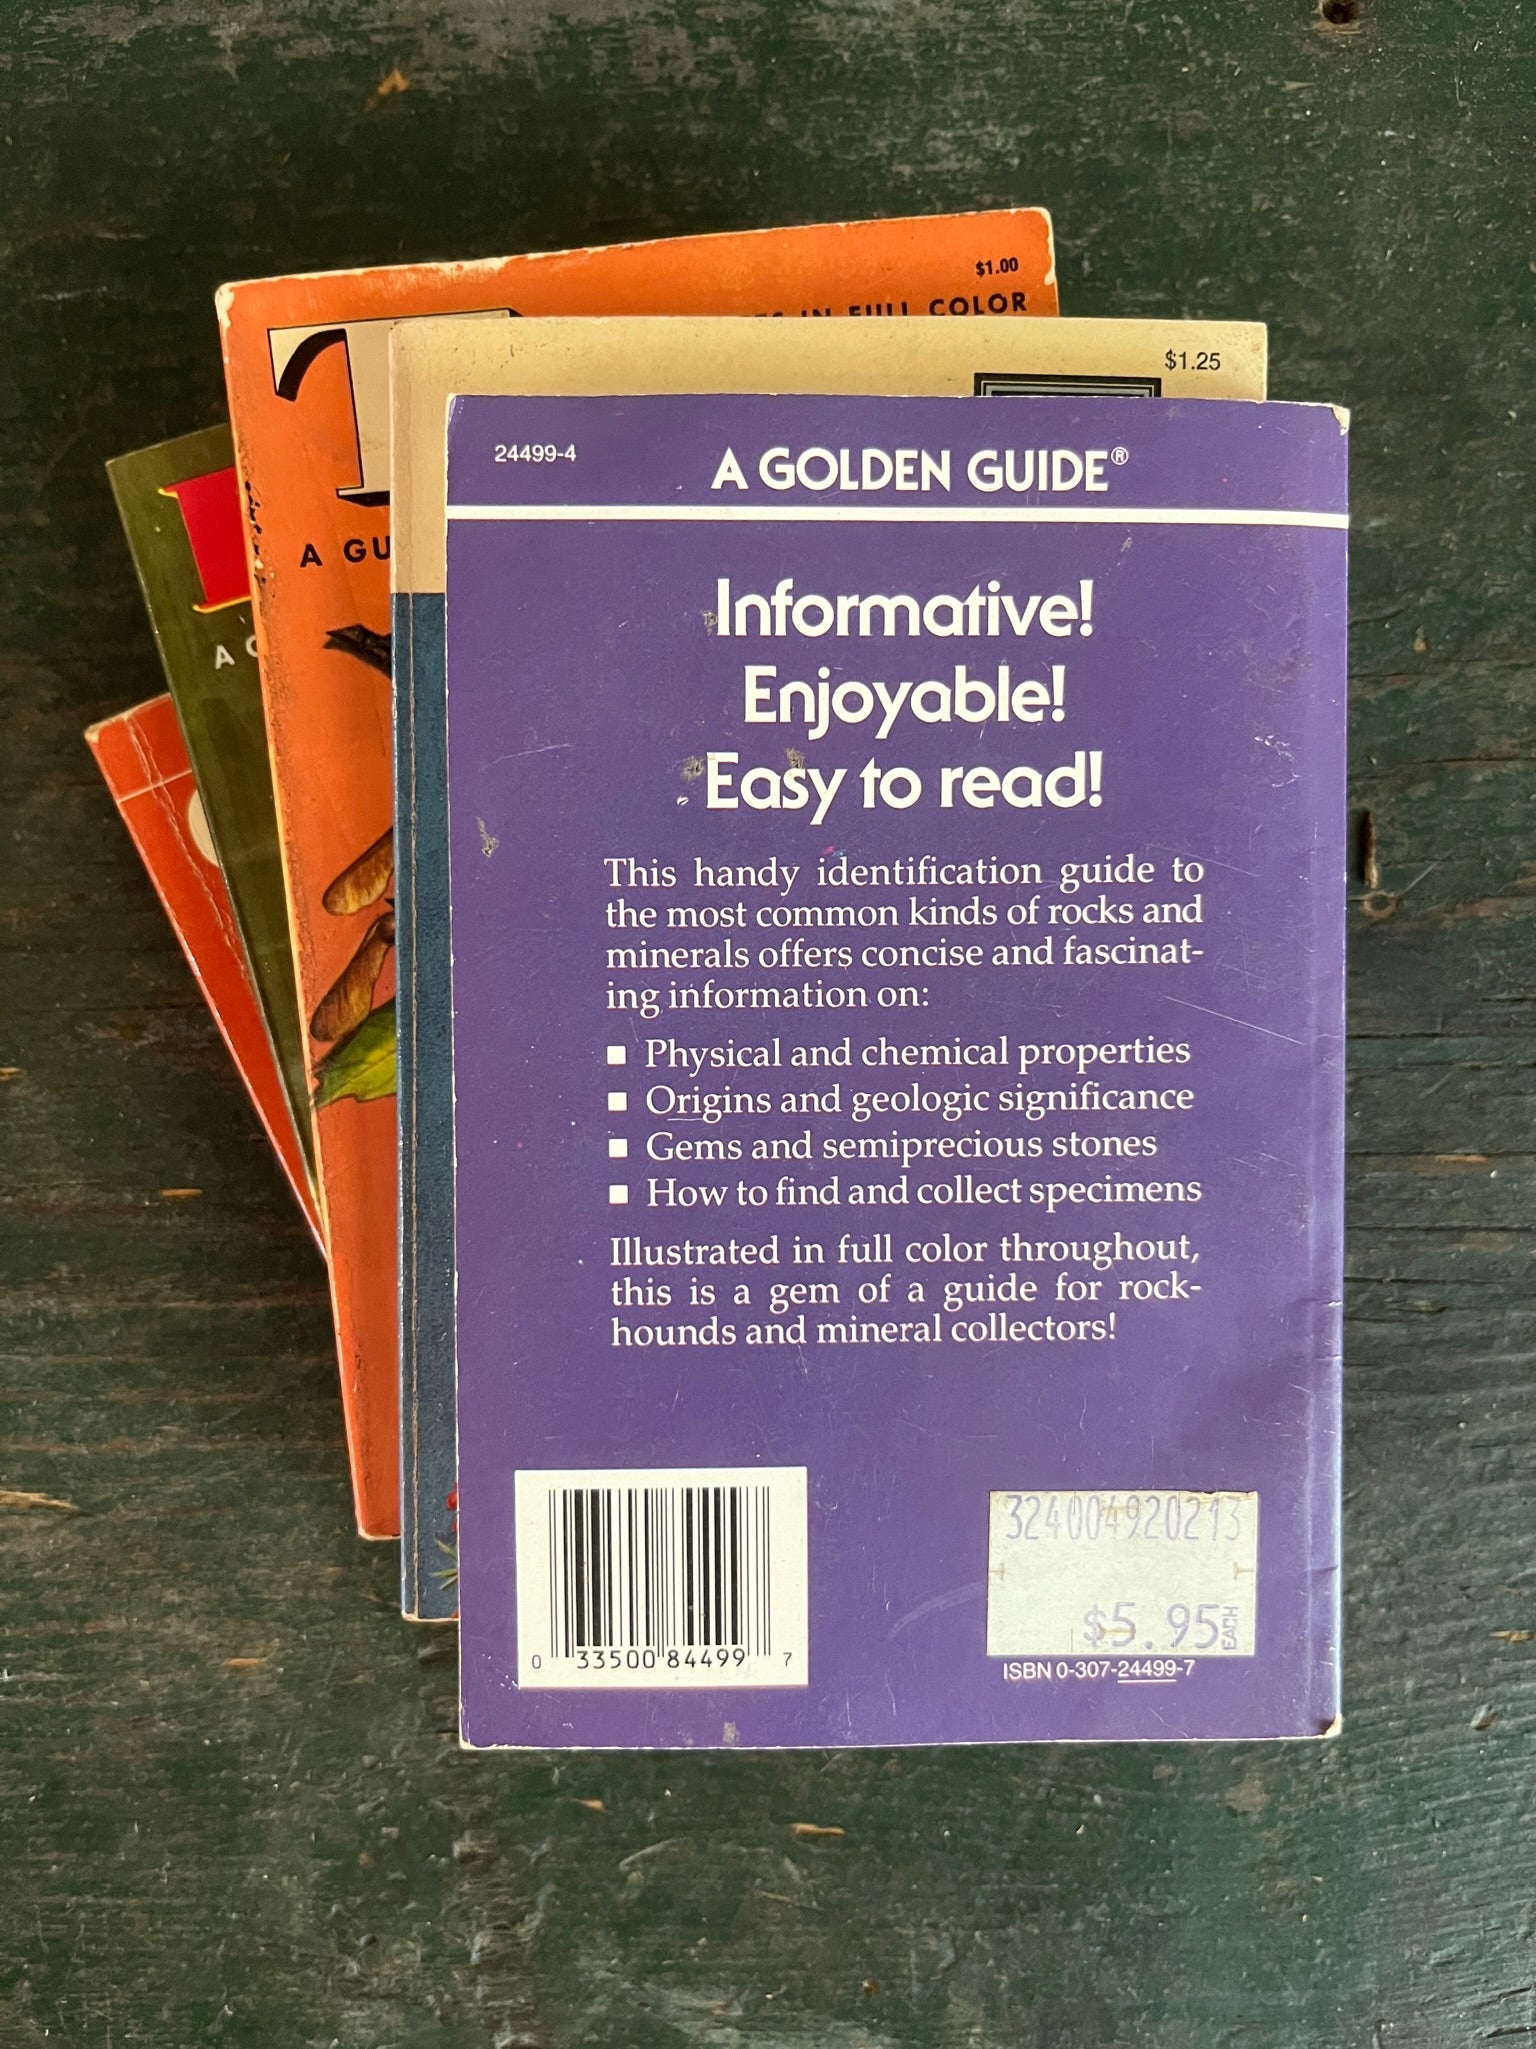 $1.00
IN FULL COLOR
T
$1.25
A GU
A
24499-4
A GOLDEN GUIDE®
Informative!
Enjoyable!
Easy to read!
This handy identification guide to
the most common kinds of rocks and
minerals offers concise and fascinat-
ing information on:
■ Physical and chemical properties
■ Origins and geologic significance
■ Gems and semiprecious stones
■ How to find and collect specimens
Illustrated in full color throughout,
this is a gem of a guide for rock-
hounds and mineral collectors!
0 33500 84499 7
324004920213
$5.95 EACH
ISBN 0-307-24499-7